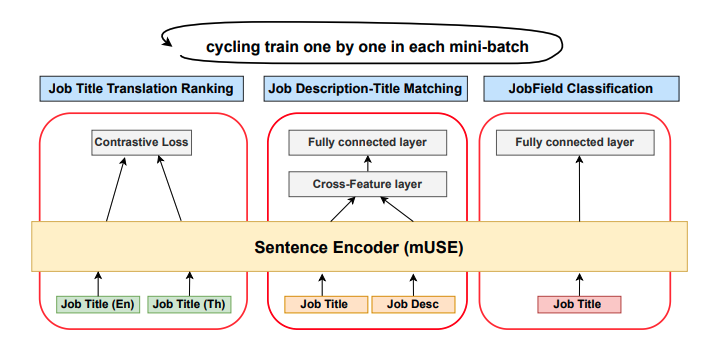 cycling train one by one in each mini-batch
Job Title Translation Ranking
Job Description-Title Matching
JobField Classification
Contrastive Loss
Fully connected layer
Fully connected layer
Cross-Feature layer
Sentence Encoder (mUSE)
Job Title (En)
Job Title (Th)
Job Title
Job Desc
Job Title